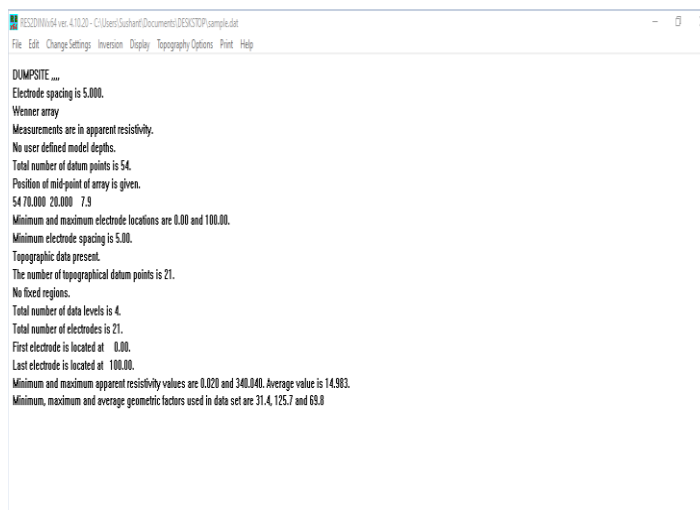 RES2DINVx64 ver. 4.10.20 - C:\Users\Sushant\Documents\DESKSTOP\sample.dat
File Edit Change Settings Inversion Display Topography Options Print Help
DUMPSITE ,,,,
Electrode spacing is 5.000.
Wenner array
Measurements are in apparent resistivity.
No user defined model depths.
Total number of datum points is 54.
Position of mid-point of array is given.
54 70.000 20.000 7.9
Minimum and maximum electrode locations are 0.00 and 100.00.
Minimum electrode spacing is 5.00.
Topographic data present.
The number of topographical datum points is 21.
No fixed regions.
Total number of data levels is 4.
Total number of electrodes is 21.
First electrode is located at 0.00.
Last electrode is located at 100.00.
Minimum and maximum apparent resistivity values are 0.020 and 340.040. Average value is 14.983.
Minimum, maximum and average geometric factors used in data set are 31.4, 125.7 and 69.8